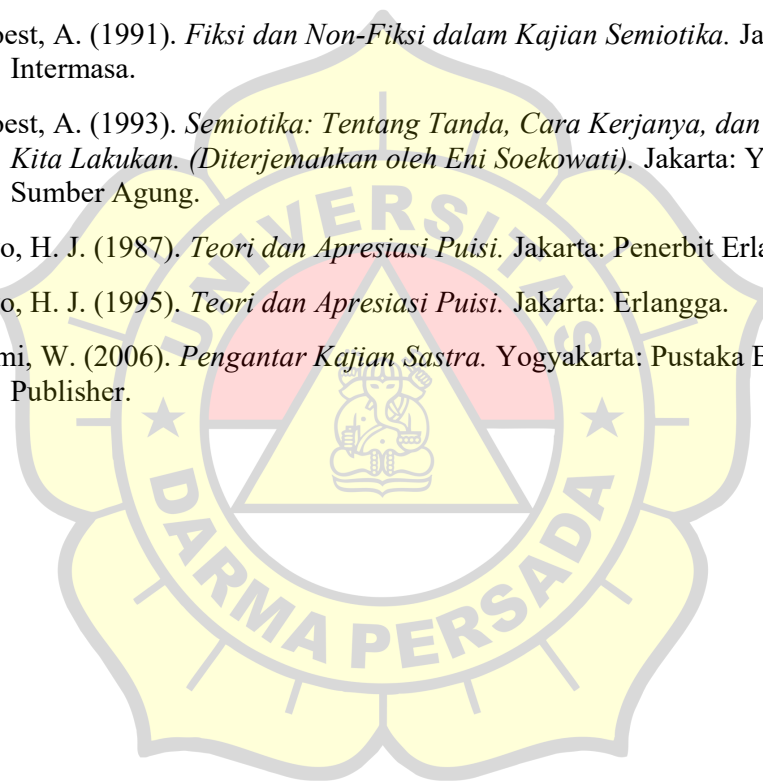 oest, A. (1991). Fiksi dan Non-Fiksi dalam Kajian Semiotika. Ja
Intermasa.
oest, A. (1993). Semiotika: Tentang Tanda, Cara Kerjanya, dan
Kita Lakukan. (Diterjemahkan oleh Eni Soekowati). Jakarta: Y
Sumber Agung.
o, H. J. (1987). Teori dan Apresiasi Puisi. Jakarta: Penerbit Erla
o, H. J. (1995). Teori dan Apresiasi Puisi. Jakarta: Erlangga.
mi, W. (2006). Pengantar Kajian Sastra. Yogyakarta: Pustaka B
Publisher.
UNIVERSITAS
DARMA PERSADA